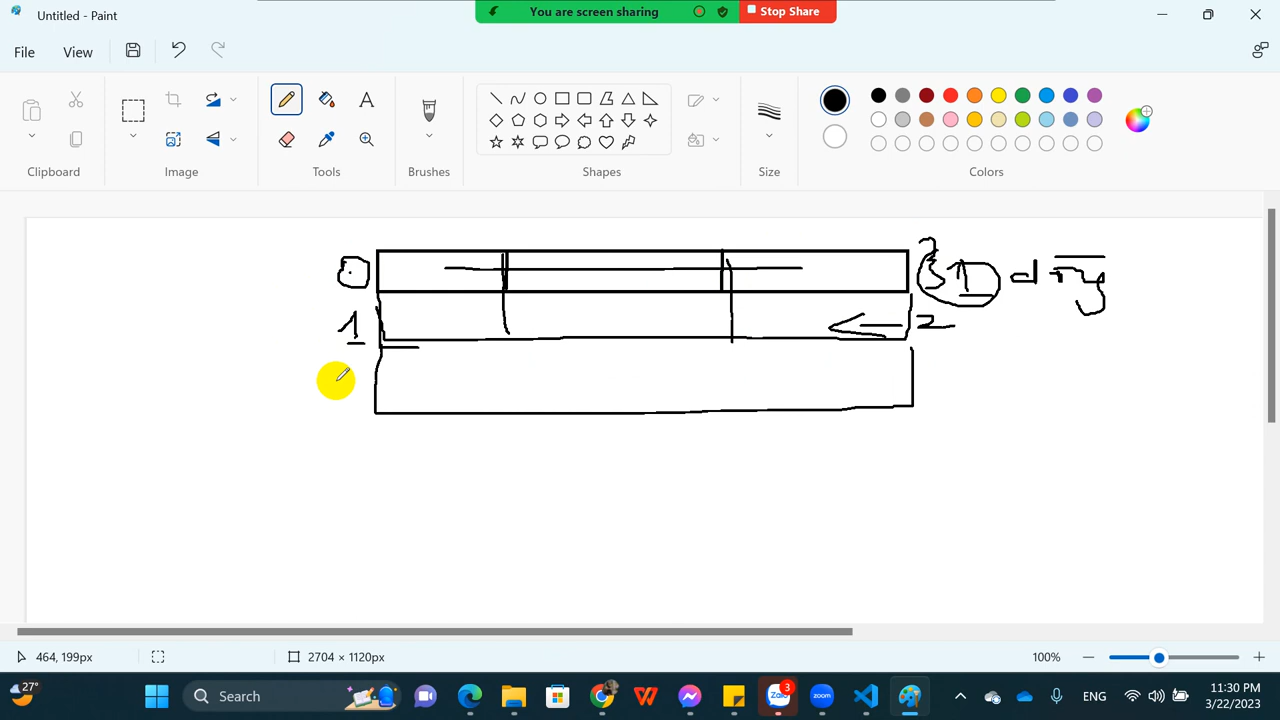 Untitled - Paint
You are screen sharing
Stop Share
File
View
Clipboard
Image
Tools
Brushes
Shapes
Size
Colors
0
1
2
464, 199px
2704 × 1120px
100%
27°
Search
3
ENG
11:30 PM
3/22/2023